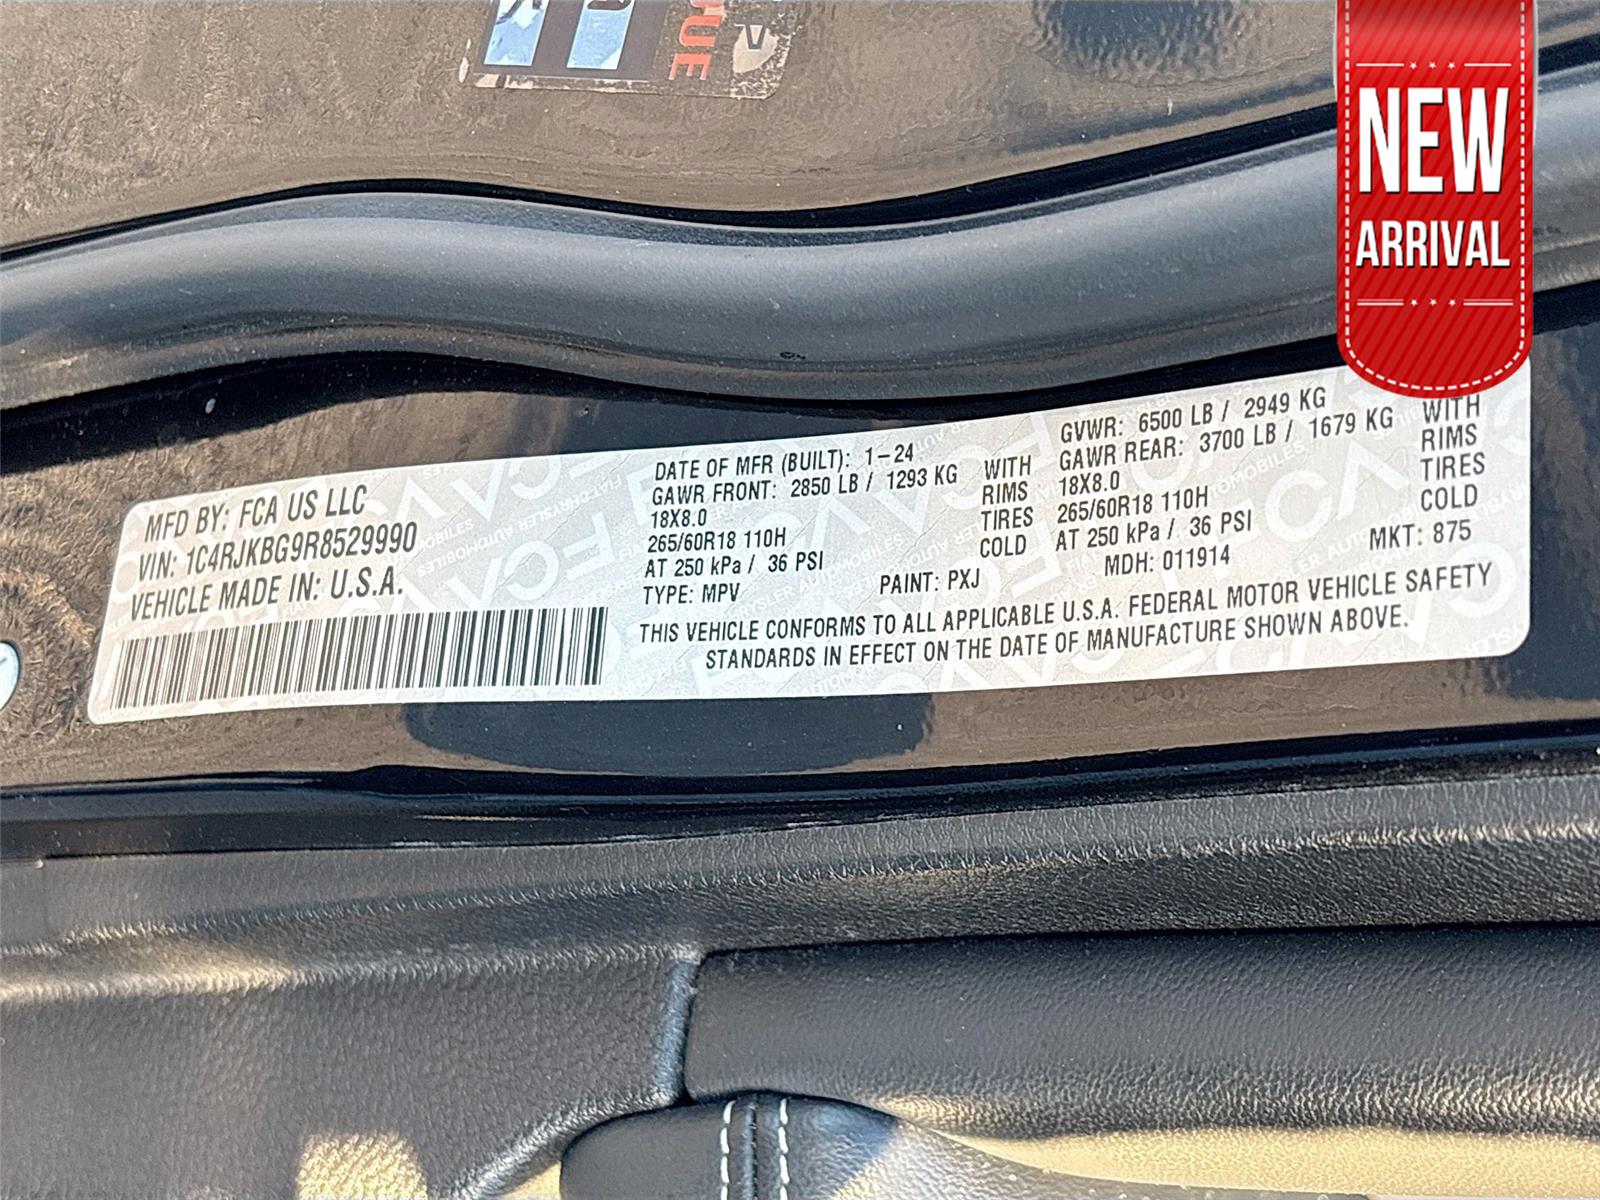 UE
NEW
ARRIVAL
MFD BY: FCA US LLC
VIN: 1C4RJKBG9R8529990
VEHICLE MADE IN: U.S.A.
DATE OF MFR (BUILT): 1-24
GAWR FRONT: 2850 LB / 1293 KG WITH
18X8.0 RIMS
265/60R18 110H TIRES
AT 250 kPa / 36 PSI COLD
TYPE: MPV
PAINT: PXJ
GVWR: 6500 LB / 2949 KG
GAWR REAR: 3700 LB / 1679 KG WITH
18X8.0 RIMS
265/60R18 110H TIRES
AT 250 kPa / 36 PSI COLD
MDH: 011914
MKT: 875
THIS VEHICLE CONFORMS TO ALL APPLICABLE U.S.A. FEDERAL MOTOR VEHICLE SAFETY
STANDARDS IN EFFECT ON THE DATE OF MANUFACTURE SHOWN ABOVE.